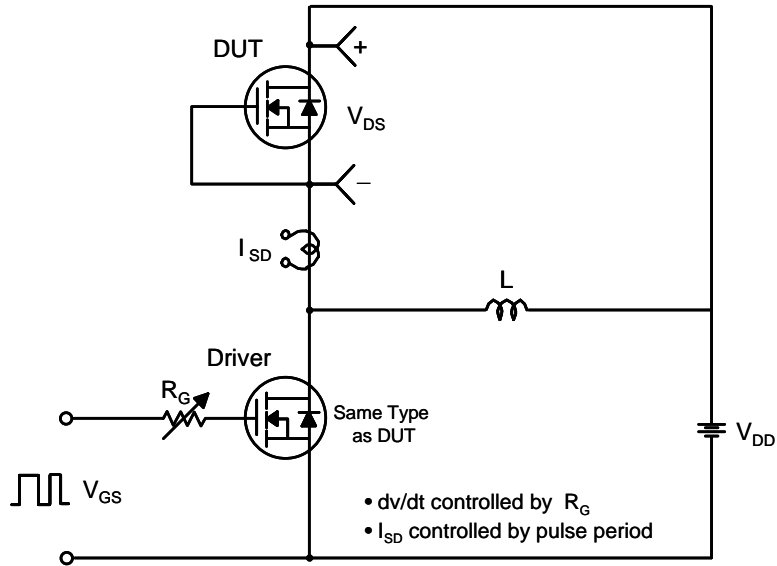 DUT
+
V_DS
–
I_SD
L
Driver
R_G
Same Type
as DUT
V_DD
V_GS
• dv/dt controlled by R_G
• I_SD controlled by pulse period